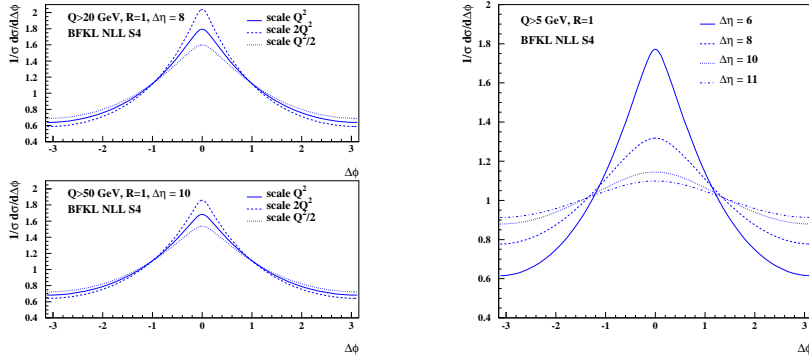 1/σ dσ/dΔϕ
Q>20 GeV, R=1, Δη = 8
BFKL NLL S4
scale Q²
scale 2Q²
scale Q²/2
2
1.8
1.6
1.4
1.2
1
0.8
0.6
0.4
-3 -2 -1 0 1 2 3
Δϕ
1/σ dσ/dΔϕ
Q>50 GeV, R=1, Δη = 10
BFKL NLL S4
scale Q²
scale 2Q²
scale Q²/2
2
1.8
1.6
1.4
1.2
1
0.8
0.6
0.4
-3 -2 -1 0 1 2 3
Δϕ
1/σ dσ/dΔϕ
Q>5 GeV, R=1
BFKL NLL S4
Δη = 6
Δη = 8
Δη = 10
Δη = 11
2
1.8
1.6
1.4
1.2
1
0.8
0.6
0.4
-3 -2 -1 0 1 2 3
Δϕ